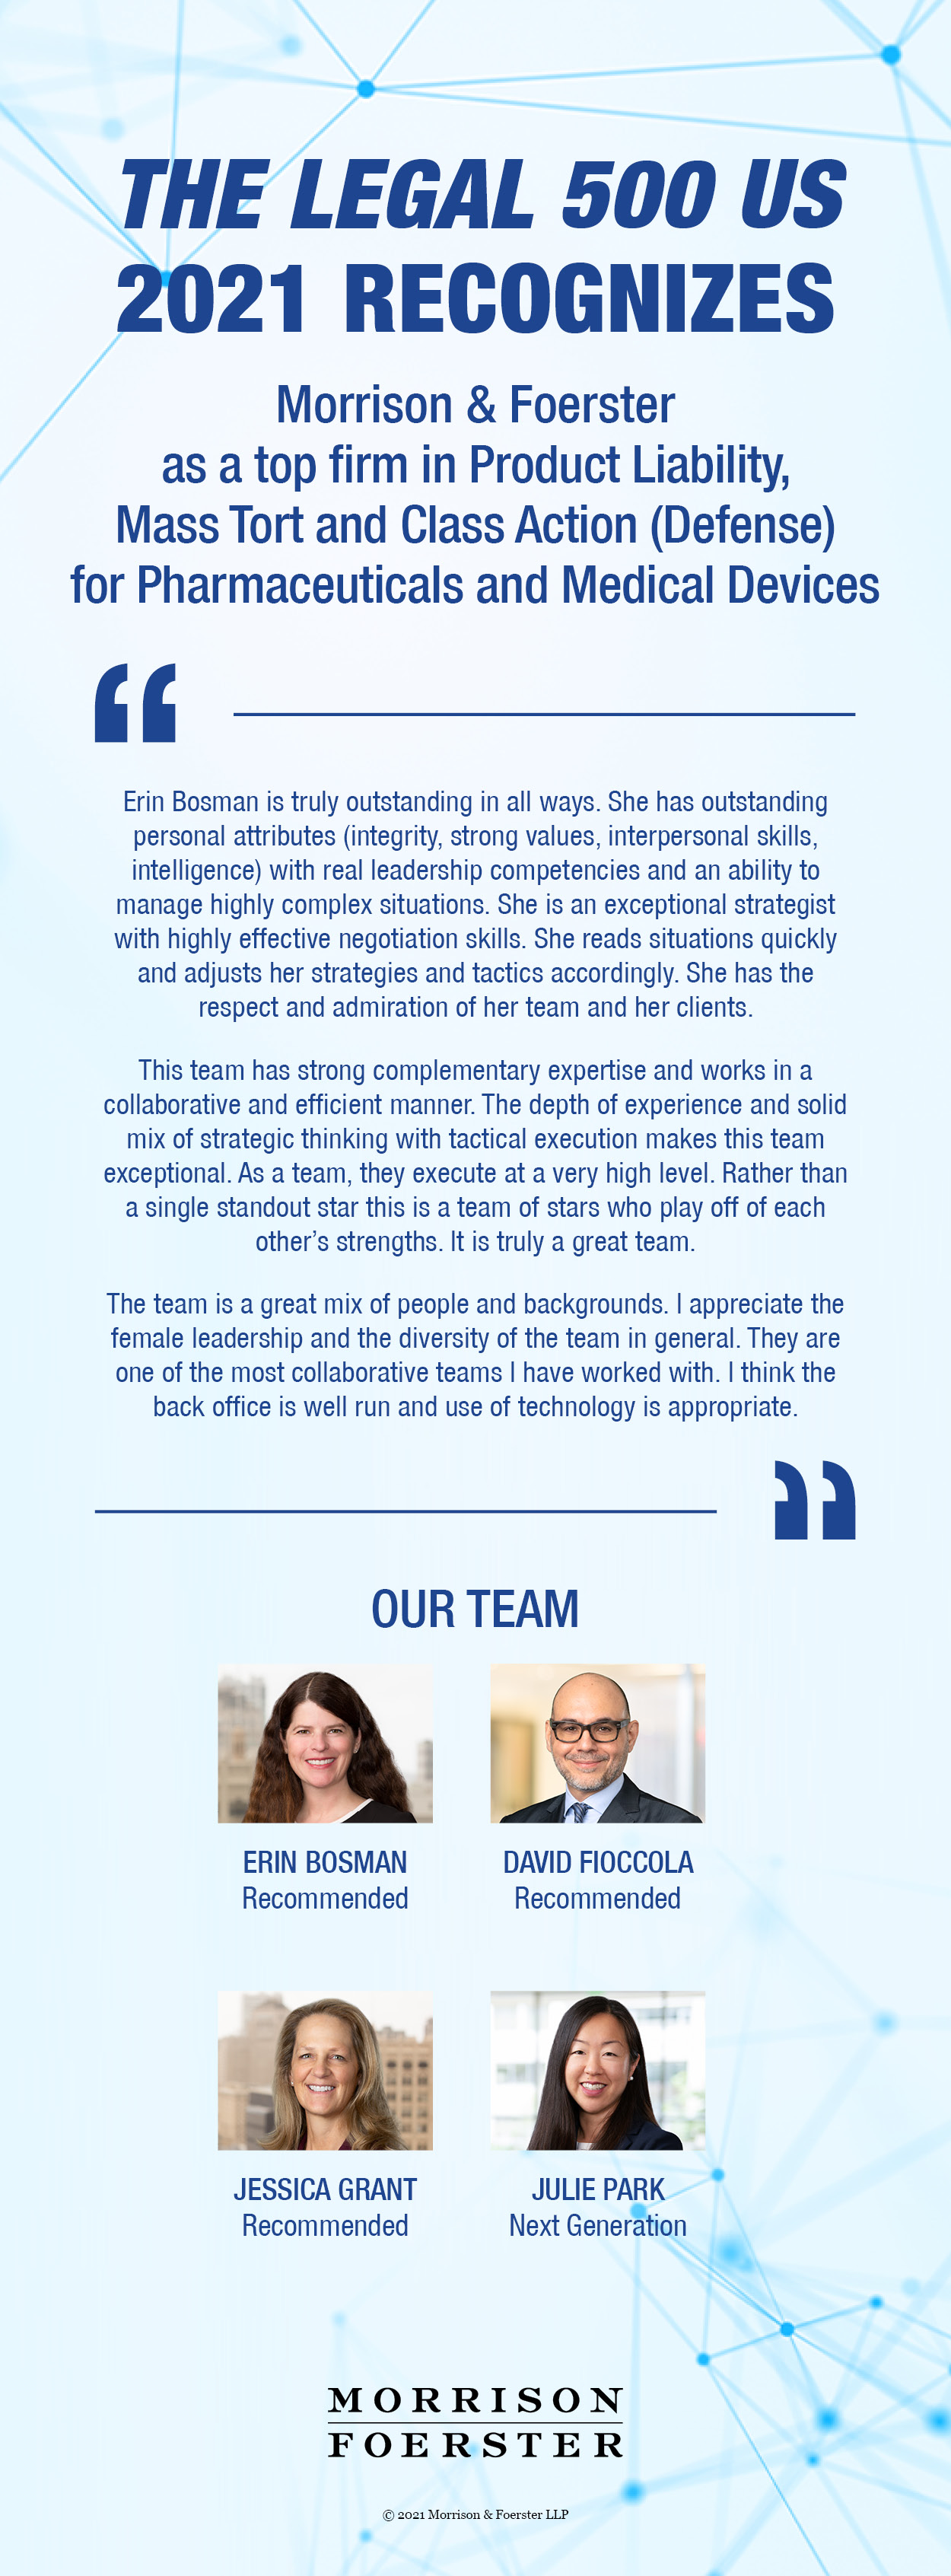 THE LEGAL 500 US
2021 RECOGNIZES
Morrison & Foerster
as a top firm in Product Liability,
Mass Tort and Class Action (Defense)
for Pharmaceuticals and Medical Devices
“
Erin Bosman is truly outstanding in all ways. She has outstanding
personal attributes (integrity, strong values, interpersonal skills,
intelligence) with real leadership competencies and an ability to
manage highly complex situations. She is an exceptional strategist
with highly effective negotiation skills. She reads situations quickly
and adjusts her strategies and tactics accordingly. She has the
respect and admiration of her team and her clients.
This team has strong complementary expertise and works in a
collaborative and efficient manner. The depth of experience and solid
mix of strategic thinking with tactical execution makes this team
exceptional. As a team, they execute at a very high level. Rather than
a single standout star this is a team of stars who play off of each
other’s strengths. It is truly a great team.
The team is a great mix of people and backgrounds. I appreciate the
female leadership and the diversity of the team in general. They are
one of the most collaborative teams I have worked with. I think the
back office is well run and use of technology is appropriate.
”
OUR TEAM
ERIN BOSMAN
Recommended
DAVID FIOCCOLA
Recommended
JESSICA GRANT
Recommended
JULIE PARK
Next Generation
MORRISON
FOERSTER
© 2021 Morrison & Foerster LLP